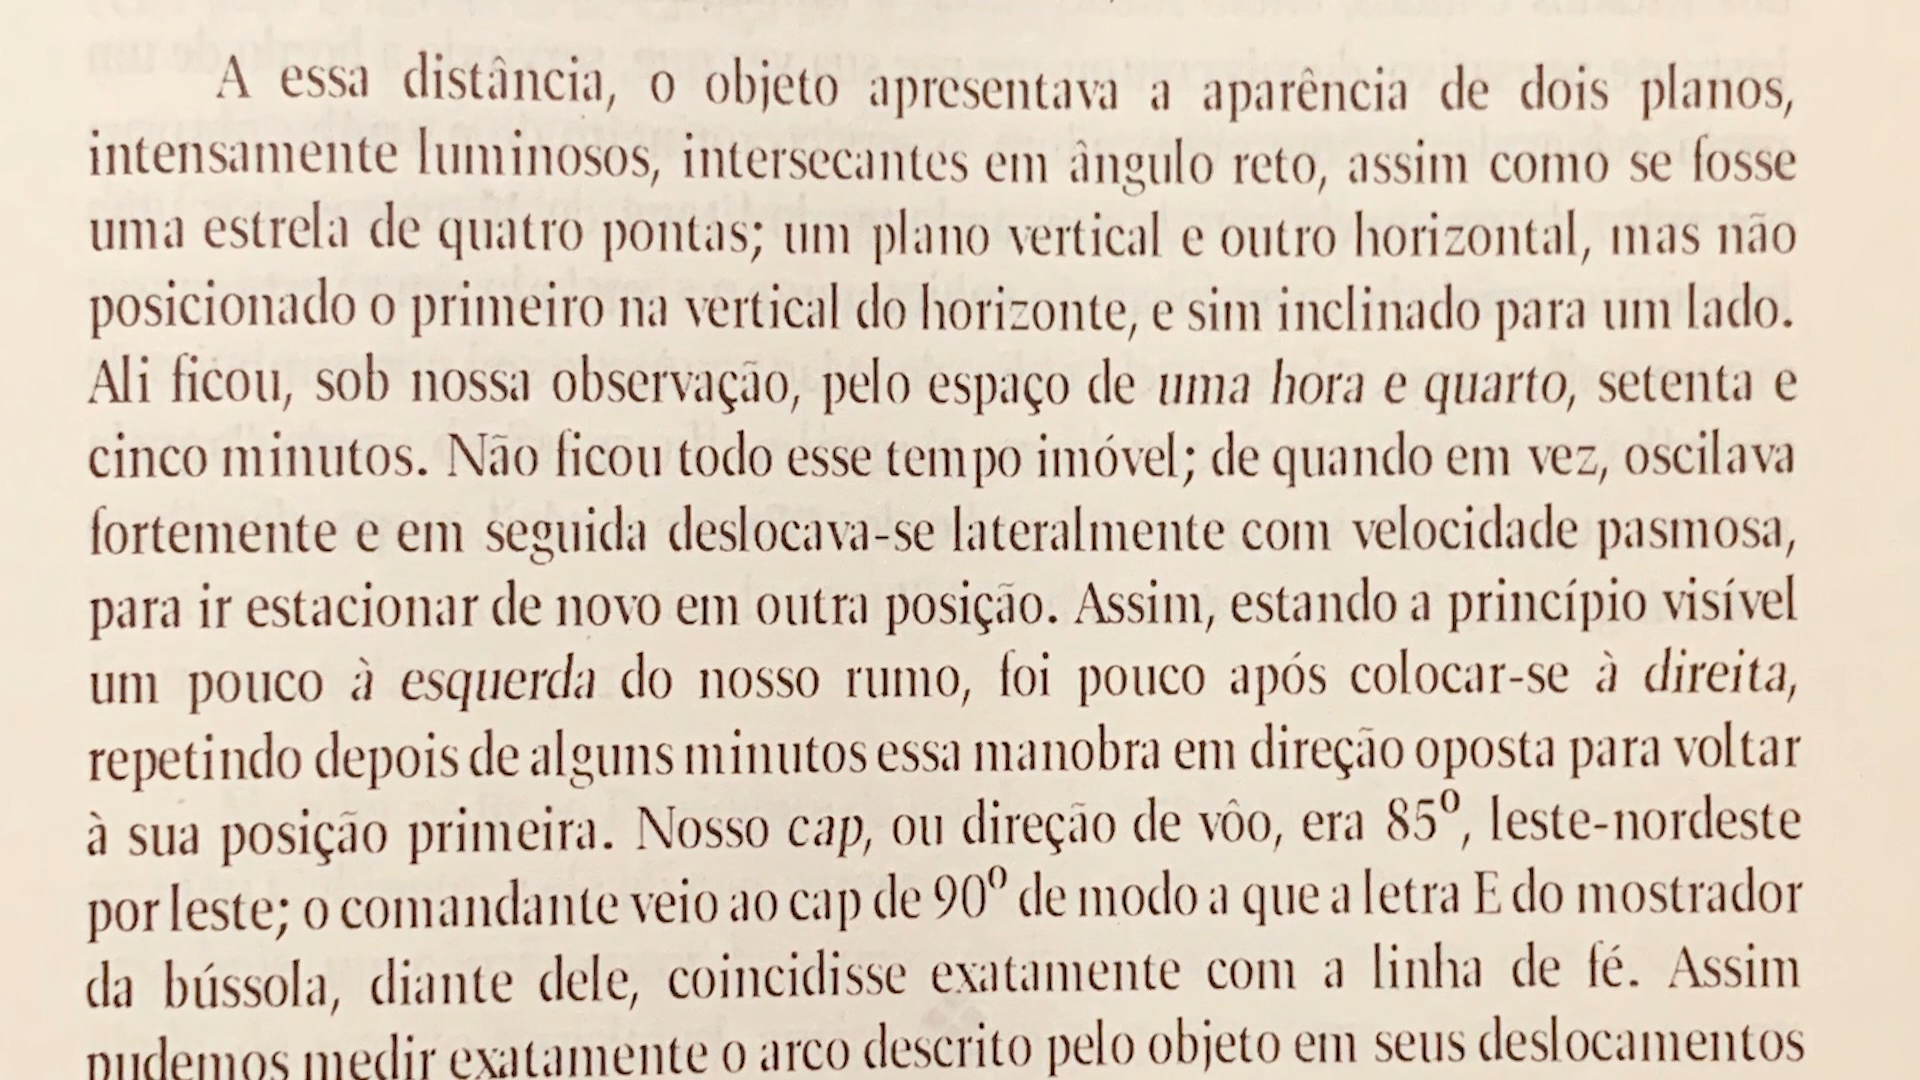 A essa distância, o objeto apresentava a aparência de dois planos,
intensamente luminosos, intersecantes em ângulo reto, assim como se fosse
uma estrela de quatro pontas; um plano vertical e outro horizontal, mas não
posicionado o primeiro na vertical do horizonte, e sim inclinado para um lado.
Ali ficou, sob nossa observação, pelo espaço de uma hora e quarto, setenta e
cinco minutos. Não ficou todo esse tempo imóvel; de quando em vez, oscilava
fortemente e em seguida deslocava-se lateralmente com velocidade pasmosa,
para ir estacionar de novo em outra posição. Assim, estando a princípio visível
um pouco à esquerda do nosso rumo, foi pouco após colocar-se à direita,
repetindo depois de alguns minutos essa manobra em direção oposta para voltar
à sua posição primeira. Nosso cap, ou direção de vôo, era 85º, leste-nordeste
por leste; o comandante veio ao cap de 90º de modo a que a letra E do mostrador
da bússola, diante dele, coincidisse exatamente com a linha de fé. Assim
pudemos medir exatamente o arco descrito pelo objeto em seus deslocamentos